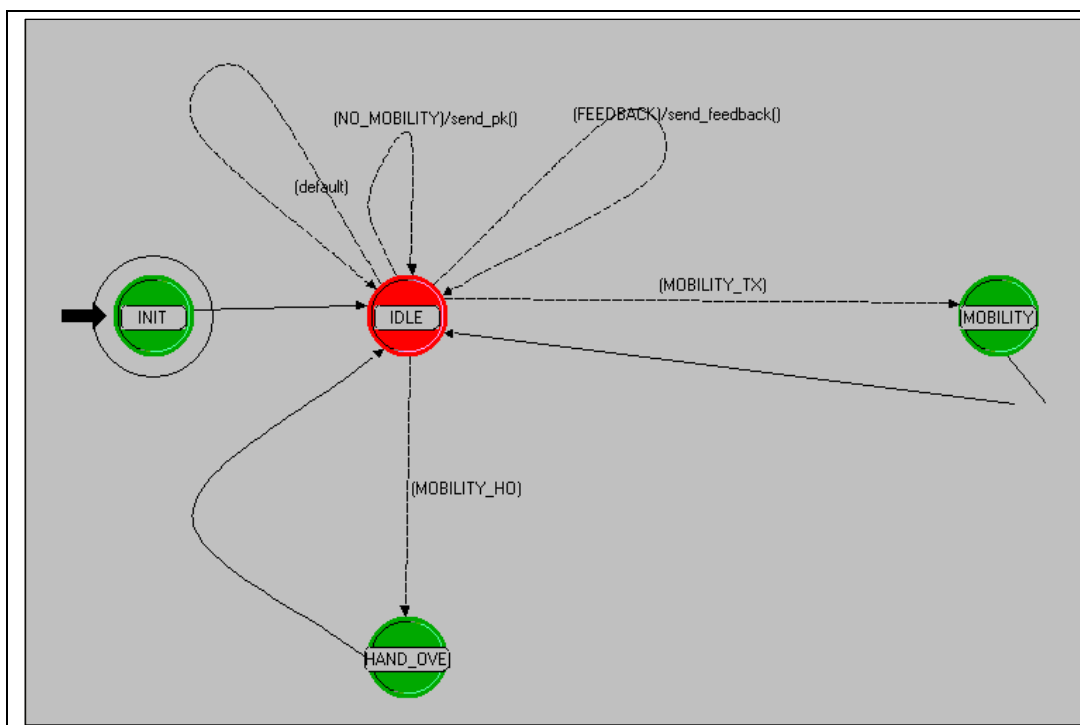 (NO_MOBILITY)/send_pk()
(FEEDBACK)/send_feedback()
(default)
(MOBILITY_TX)
INIT
IDLE
MOBILITY
(MOBILITY_HO)
HAND_OVE